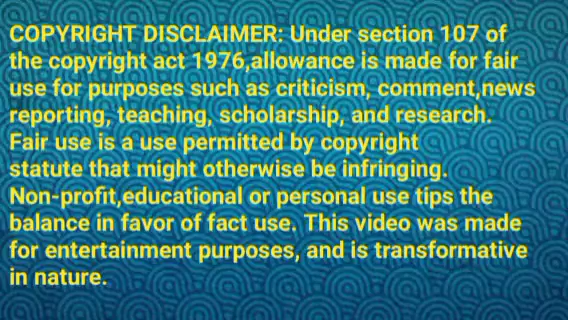 COPYRIGHT DISCLAIMER: Under section 107 of
the copyright act 1976,allowance is made for fair
use for purposes such as criticism, comment,news
reporting, teaching, scholarship, and research.
Fair use is a use permitted by copyright
statute that might otherwise be infringing.
Non-profit,educational or personal use tips the
balance in favor of fact use. This video was made
for entertainment purposes, and is transformative
in nature.